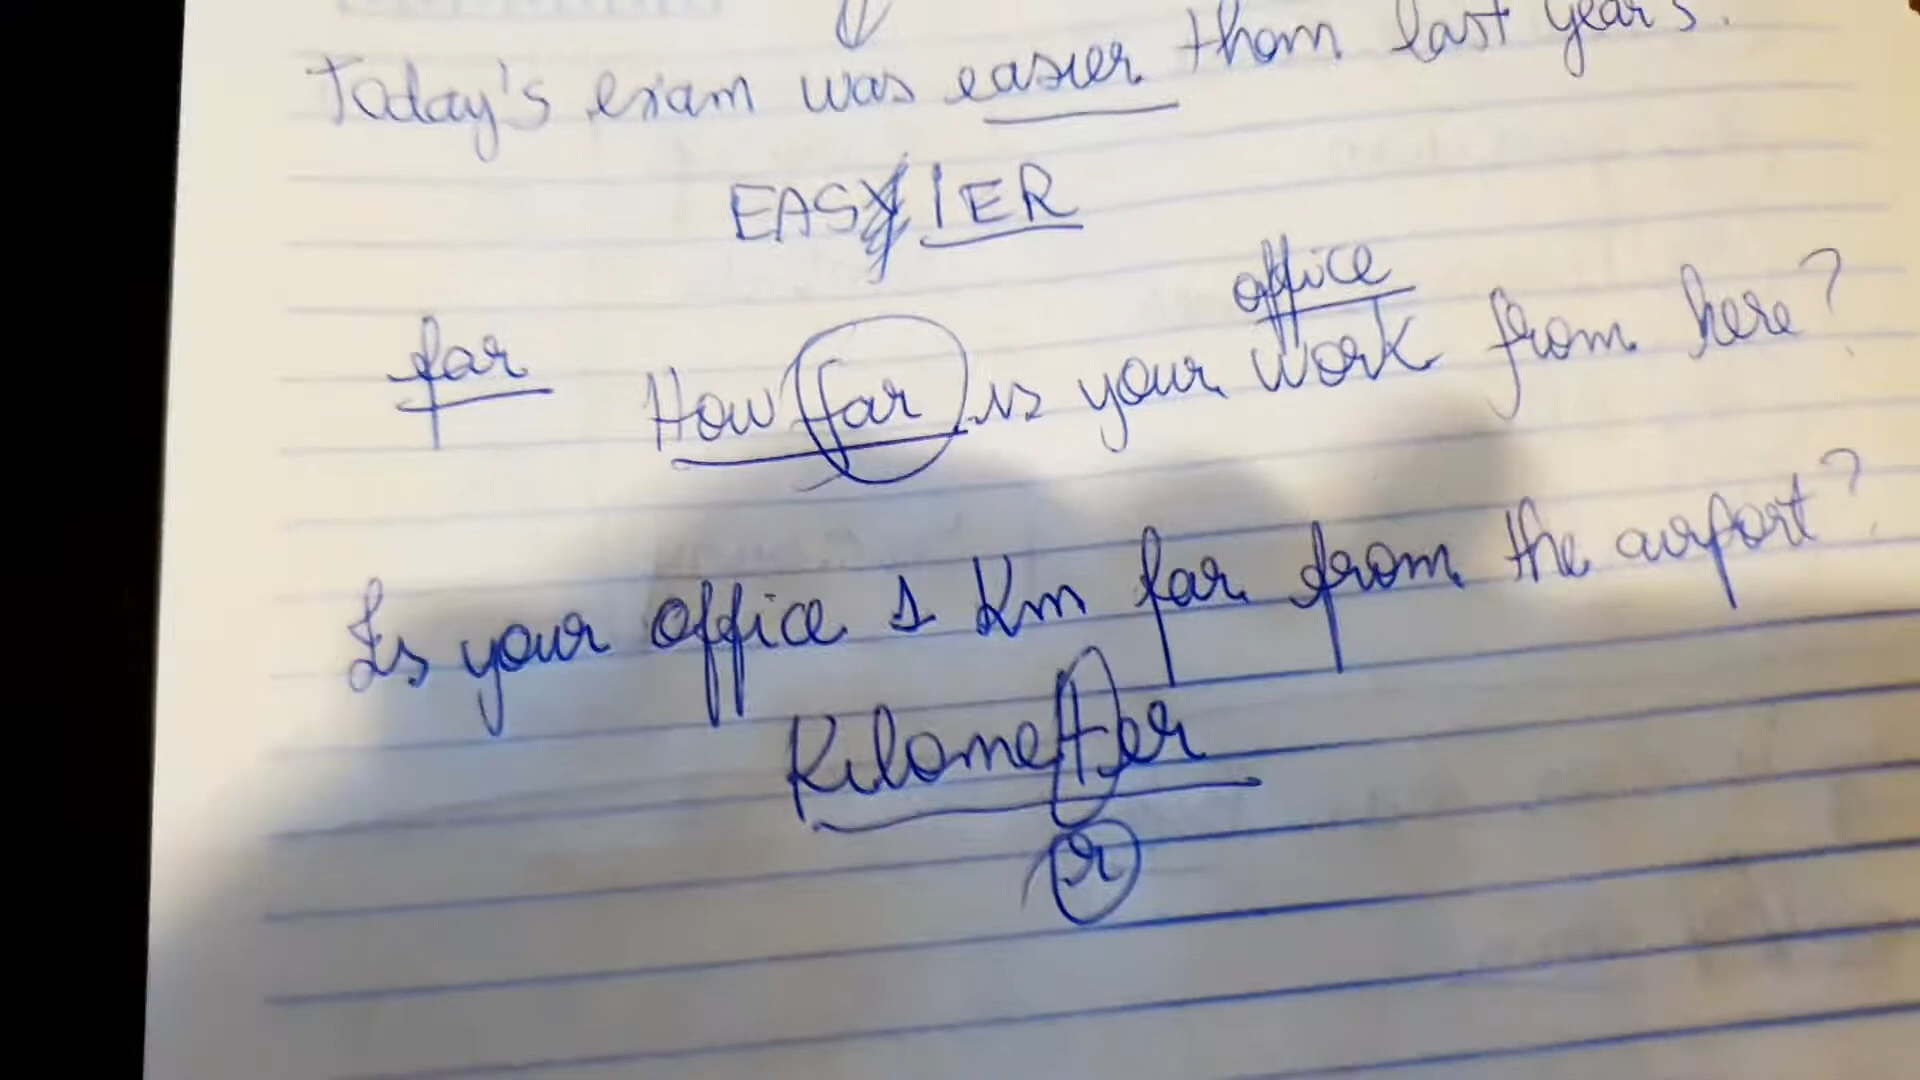 Today's exam was easier than last year's.
EASYIER
office
far How far is your work from here?
Is your office 1 Km far from the airport?
Kilometer
r